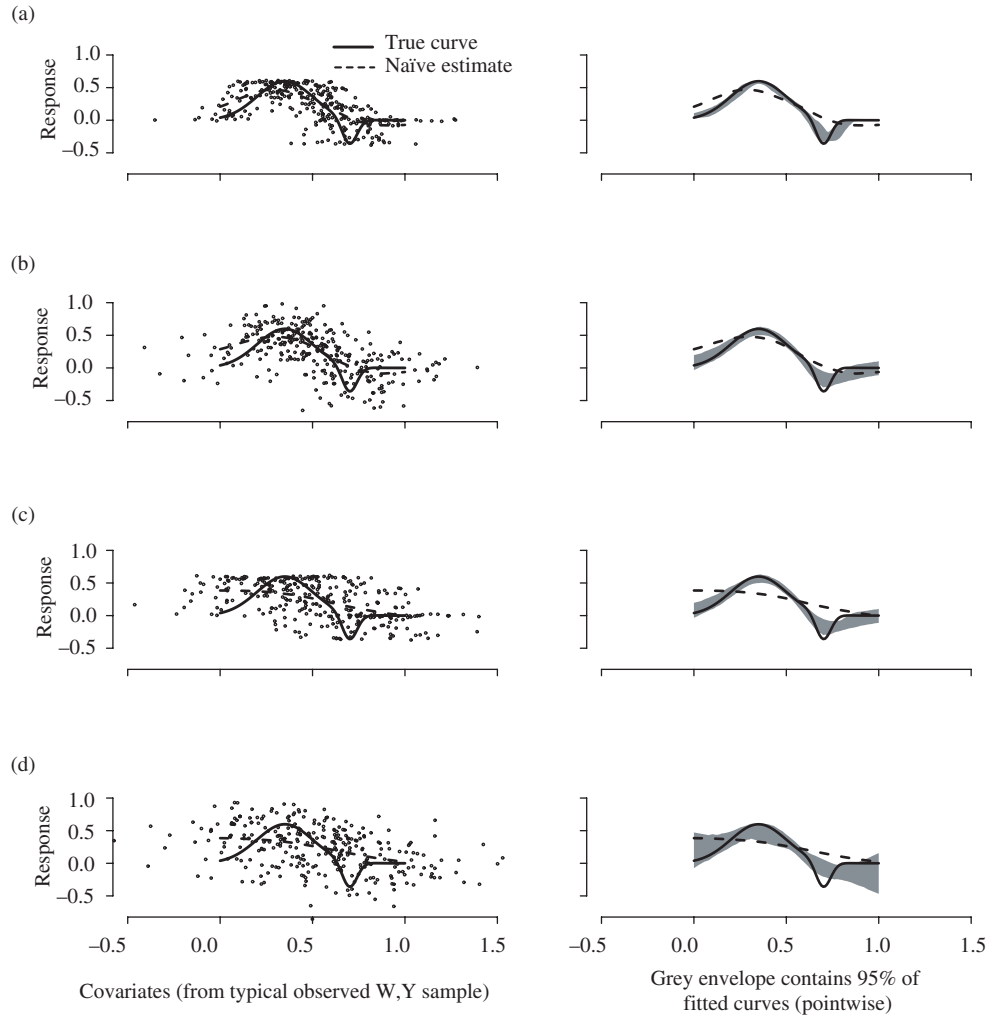 (a)
True curve
Naïve estimate
Response
1.0
0.5
0.0
–0.5
(b)
Response
1.0
0.5
0.0
–0.5
(c)
Response
1.0
0.5
0.0
–0.5
(d)
Response
1.0
0.5
0.0
–0.5
–0.5 0.0 0.5 1.0 1.5
–0.5 0.0 0.5 1.0 1.5
Covariates (from typical observed W,Y sample)
Grey envelope contains 95% of
fitted curves (pointwise)